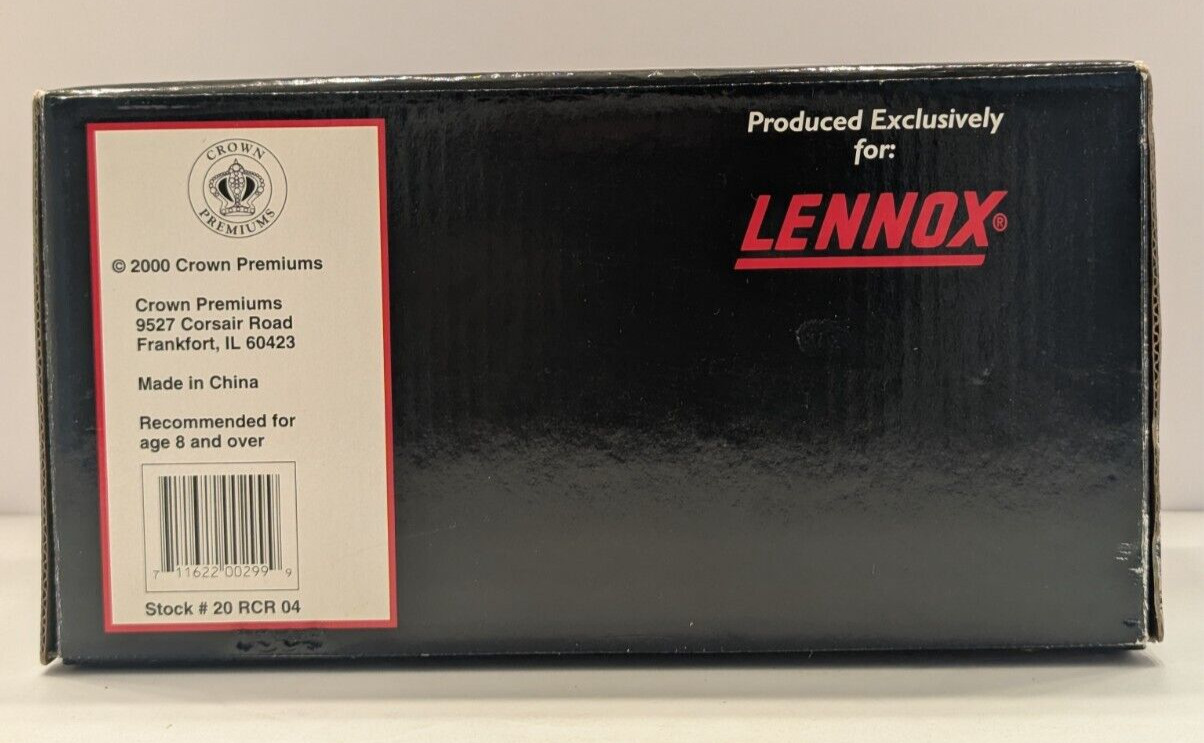 CROWN
PREMIUMS
© 2000 Crown Premiums
Crown Premiums
9527 Corsair Road
Frankfort, IL 60423
Made in China
Recommended for
age 8 and over
7 11622 00299 9
Stock # 20 RCR 04
Produced Exclusively
for:
LENNOX®